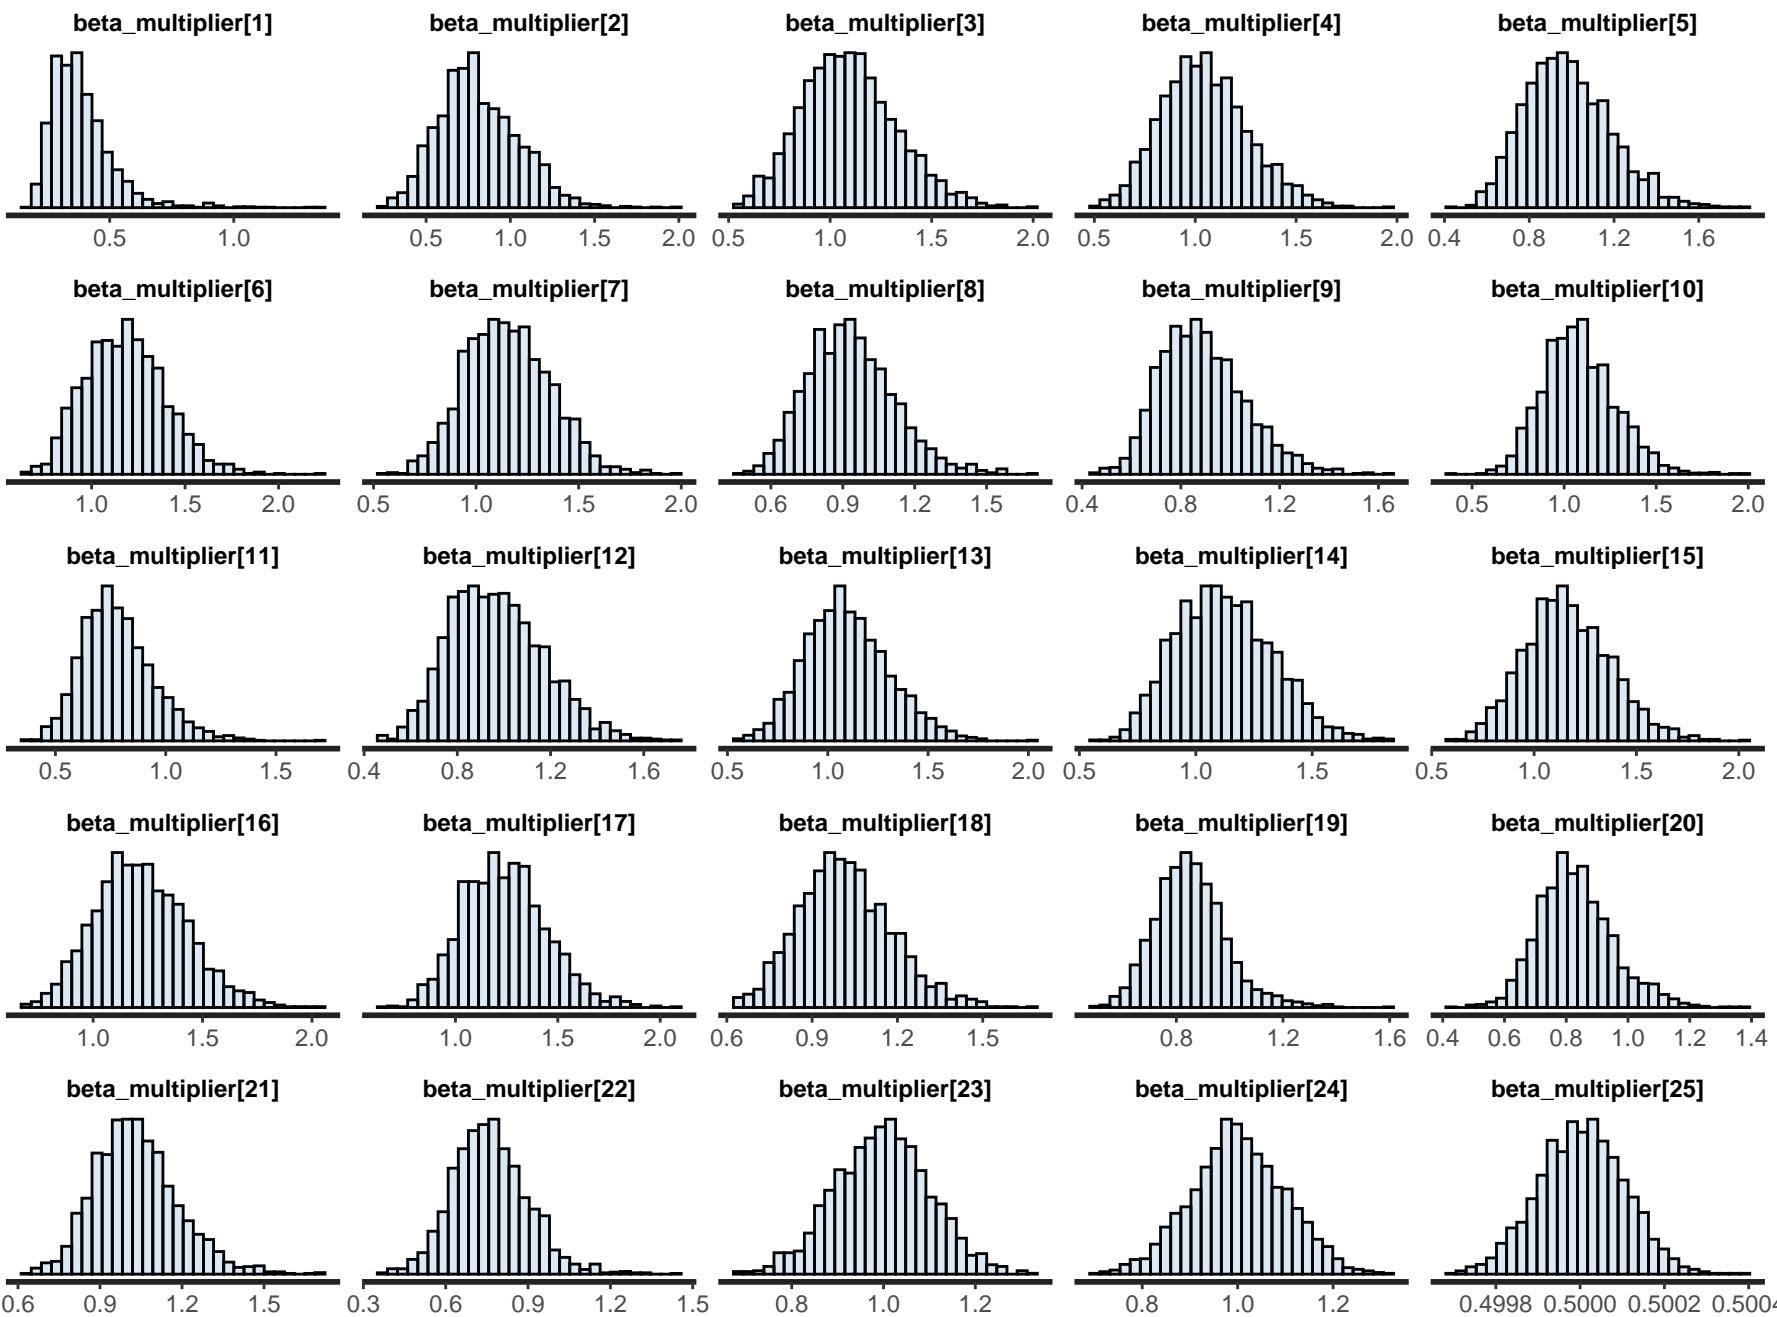 beta_multiplier[1] beta_multiplier[2] beta_multiplier[3] beta_multiplier[4] beta_multiplier[5]
0.5 1.0 0.5 1.0 1.5 2.0 0.5 1.0 1.5 2.0 0.5 1.0 1.5 2.0 0.4 0.8 1.2 1.6
beta_multiplier[6] beta_multiplier[7] beta_multiplier[8] beta_multiplier[9] beta_multiplier[10]
1.0 1.5 2.0 0.5 1.0 1.5 2.0 0.6 0.9 1.2 1.5 0.4 0.8 1.2 1.6 0.5 1.0 1.5 2.0
beta_multiplier[11] beta_multiplier[12] beta_multiplier[13] beta_multiplier[14] beta_multiplier[15]
0.5 1.0 1.5 0.4 0.8 1.2 1.6 0.5 1.0 1.5 2.0 0.5 1.0 1.5 0.5 1.0 1.5 2.0
beta_multiplier[16] beta_multiplier[17] beta_multiplier[18] beta_multiplier[19] beta_multiplier[20]
1.0 1.5 2.0 1.0 1.5 2.0 0.6 0.9 1.2 1.5 0.8 1.2 1.6 0.4 0.6 0.8 1.0 1.2 1.4
beta_multiplier[21] beta_multiplier[22] beta_multiplier[23] beta_multiplier[24] beta_multiplier[25]
0.6 0.9 1.2 1.5 0.3 0.6 0.9 1.2 1.5 0.8 1.0 1.2 0.8 1.0 1.2 0.4998 0.5000 0.5002 0.5004